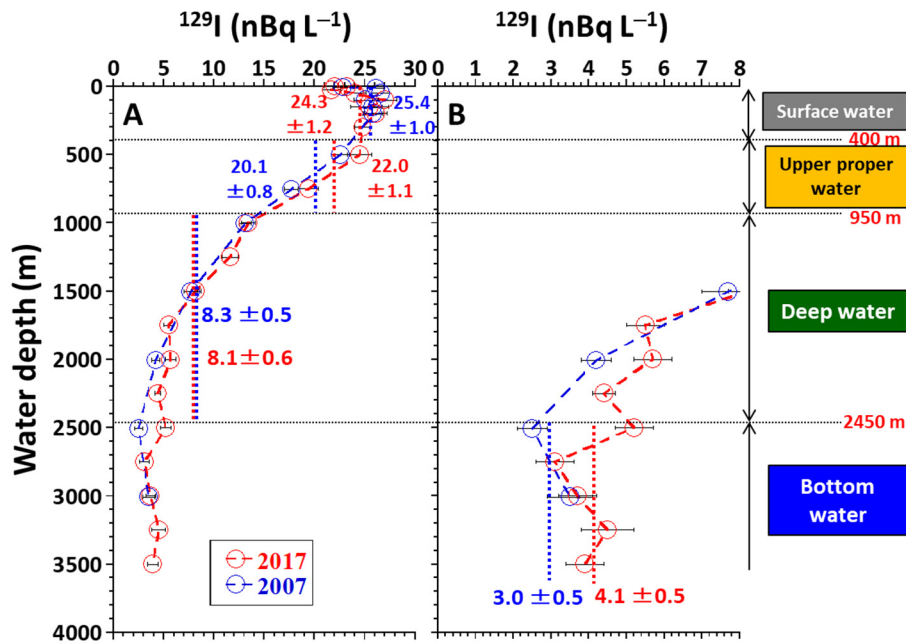 ¹²⁹I (nBq L⁻¹)
¹²⁹I (nBq L⁻¹)
0 5 10 15 20 25 30
0 1 2 3 4 5 6 7 8
0
500
1000
1500
2000
2500
3000
3500
4000
Water depth (m)
A
24.3
±1.2
25.4
±1.0
20.1
±0.8
22.0
±1.1
8.3 ±0.5
8.1±0.6
2017
2007
B
3.0 ±0.5
4.1 ±0.5
Surface water
400 m
Upper proper
water
950 m
Deep water
2450 m
Bottom
water